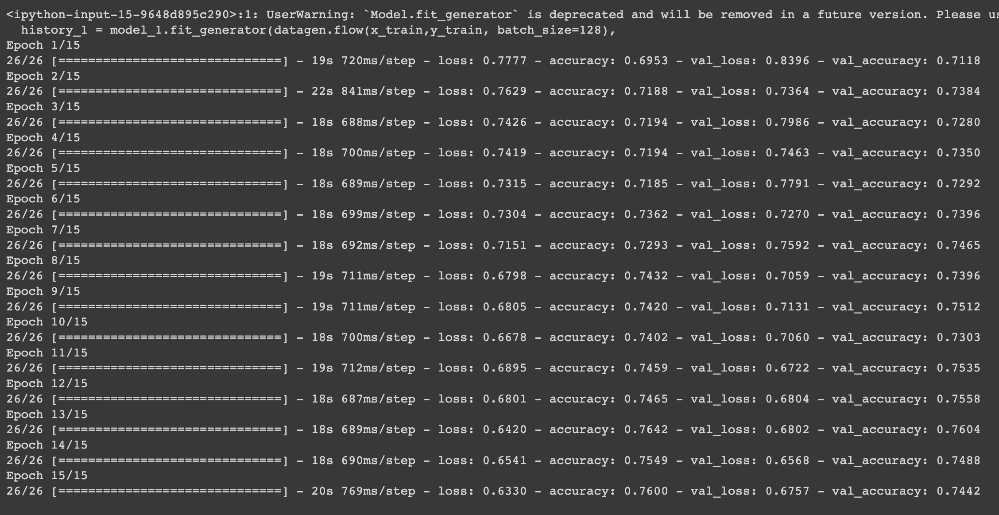 <ipython-input-15-9648d895c290>:1: UserWarning: `Model.fit_generator` is deprecated and will be removed in a future version. Please us
  history_1 = model_1.fit_generator(datagen.flow(x_train,y_train, batch_size=128),
Epoch 1/15
26/26 [==============================] - 19s 720ms/step - loss: 0.7777 - accuracy: 0.6953 - val_loss: 0.8396 - val_accuracy: 0.7118
Epoch 2/15
26/26 [==============================] - 22s 841ms/step - loss: 0.7629 - accuracy: 0.7188 - val_loss: 0.7364 - val_accuracy: 0.7384
Epoch 3/15
26/26 [==============================] - 18s 688ms/step - loss: 0.7426 - accuracy: 0.7194 - val_loss: 0.7986 - val_accuracy: 0.7280
Epoch 4/15
26/26 [==============================] - 18s 700ms/step - loss: 0.7419 - accuracy: 0.7194 - val_loss: 0.7463 - val_accuracy: 0.7350
Epoch 5/15
26/26 [==============================] - 18s 689ms/step - loss: 0.7315 - accuracy: 0.7185 - val_loss: 0.7791 - val_accuracy: 0.7292
Epoch 6/15
26/26 [==============================] - 18s 699ms/step - loss: 0.7304 - accuracy: 0.7362 - val_loss: 0.7270 - val_accuracy: 0.7396
Epoch 7/15
26/26 [==============================] - 18s 692ms/step - loss: 0.7151 - accuracy: 0.7293 - val_loss: 0.7592 - val_accuracy: 0.7465
Epoch 8/15
26/26 [==============================] - 19s 711ms/step - loss: 0.6798 - accuracy: 0.7432 - val_loss: 0.7059 - val_accuracy: 0.7396
Epoch 9/15
26/26 [==============================] - 19s 711ms/step - loss: 0.6805 - accuracy: 0.7420 - val_loss: 0.7131 - val_accuracy: 0.7512
Epoch 10/15
26/26 [==============================] - 18s 700ms/step - loss: 0.6678 - accuracy: 0.7402 - val_loss: 0.7060 - val_accuracy: 0.7303
Epoch 11/15
26/26 [==============================] - 19s 712ms/step - loss: 0.6895 - accuracy: 0.7459 - val_loss: 0.6722 - val_accuracy: 0.7535
Epoch 12/15
26/26 [==============================] - 18s 687ms/step - loss: 0.6801 - accuracy: 0.7465 - val_loss: 0.6804 - val_accuracy: 0.7558
Epoch 13/15
26/26 [==============================] - 18s 689ms/step - loss: 0.6420 - accuracy: 0.7642 - val_loss: 0.6802 - val_accuracy: 0.7604
Epoch 14/15
26/26 [==============================] - 18s 690ms/step - loss: 0.6541 - accuracy: 0.7549 - val_loss: 0.6568 - val_accuracy: 0.7488
Epoch 15/15
26/26 [==============================] - 20s 769ms/step - loss: 0.6330 - accuracy: 0.7600 - val_loss: 0.6757 - val_accuracy: 0.7442